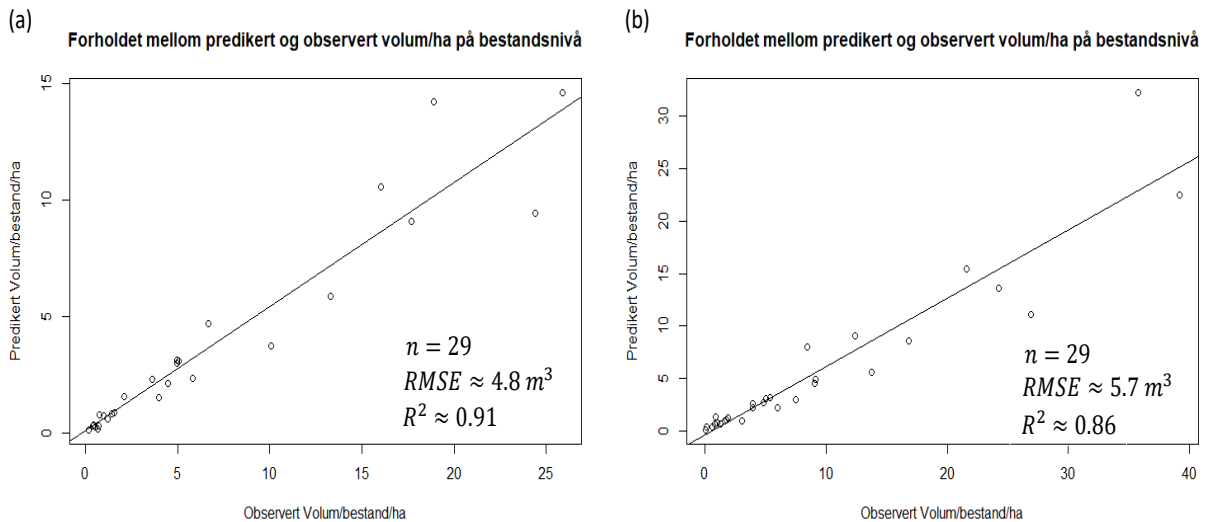 (a)
Forholdet mellom predikert og observert volum/ha på bestandsnivå
Predikert Volum/bestand/ha
15
10
5
0
n = 29
RMSE ≈ 4.8 m³
R² ≈ 0.91
0 5 10 15 20 25
Observert Volum/bestand/ha
(b)
Forholdet mellom predikert og observert volum/ha på bestandsnivå
Predikert Volum/bestand/ha
30
25
20
15
10
5
0
n = 29
RMSE ≈ 5.7 m³
R² ≈ 0.86
0 10 20 30 40
Observert Volum/bestand/ha